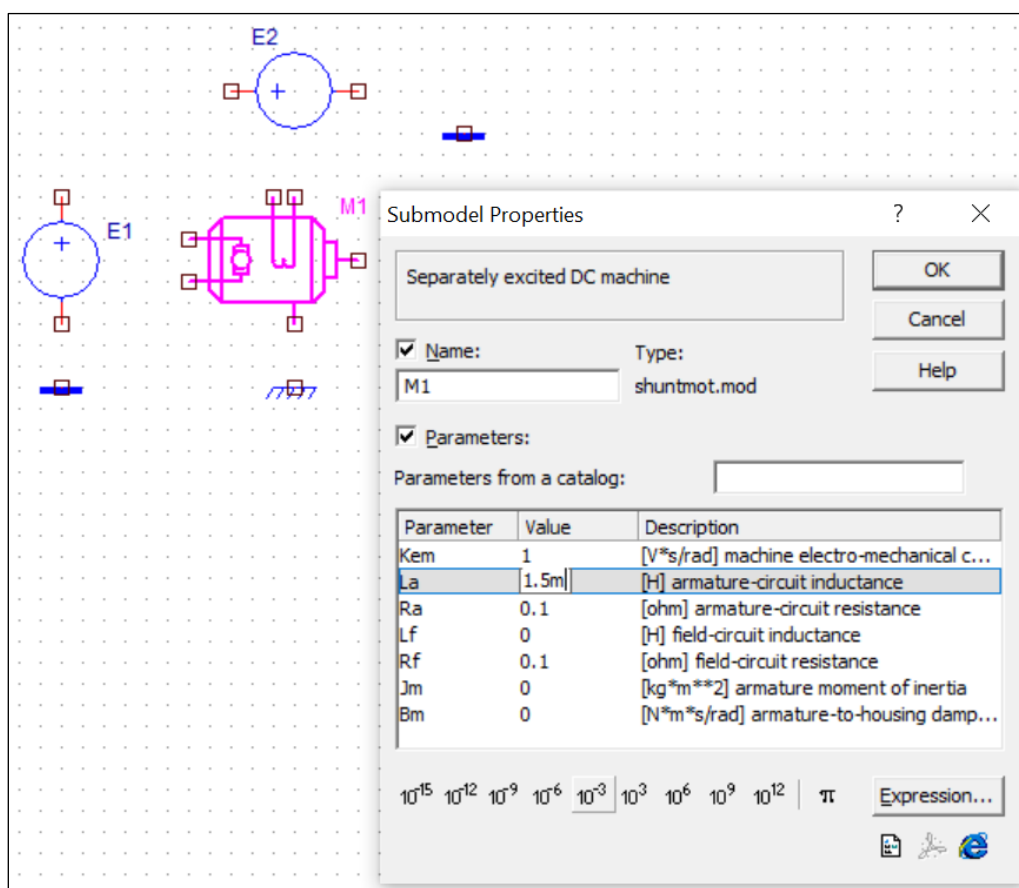 E2
E1
M1
Submodel Properties
?
Separately excited DC machine
OK
Cancel
Help
Name:
Type:
M1
shuntmot.mod
Parameters:
Parameters from a catalog:
Parameter Value Description
Kem 1 [V*s/rad] machine electro-mechanical c...
La 1.5m [H] armature-circuit inductance
Ra 0.1 [ohm] armature-circuit resistance
Lf 0 [H] field-circuit inductance
Rf 0.1 [ohm] field-circuit resistance
Jm 0 [kg*m**2] armature moment of inertia
Bm 0 [N*m*s/rad] armature-to-housing damp...
10⁻¹⁵ 10⁻¹² 10⁻⁹ 10⁻⁶ 10⁻³ 10³ 10⁶ 10⁹ 10¹² π Expression...